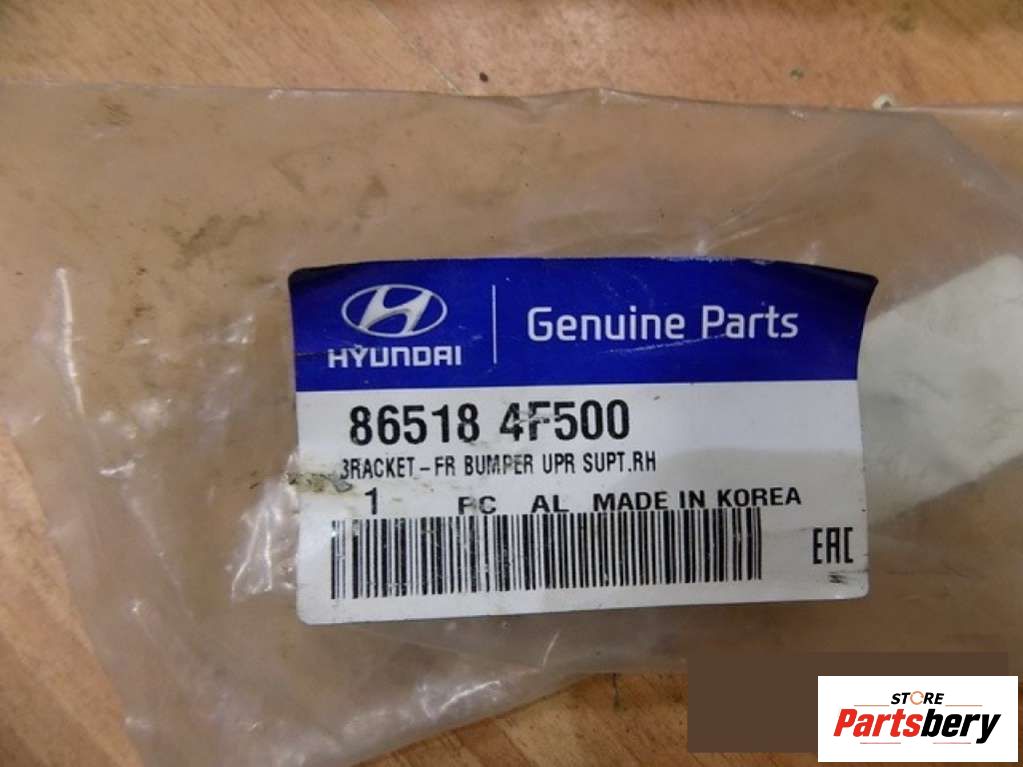 HYUNDAI
Genuine Parts
86518 4F500
BRACKET-FR BUMPER UPR SUPT.RH
1 PC AL MADE IN KOREA
EAC
STORE
Partsbery